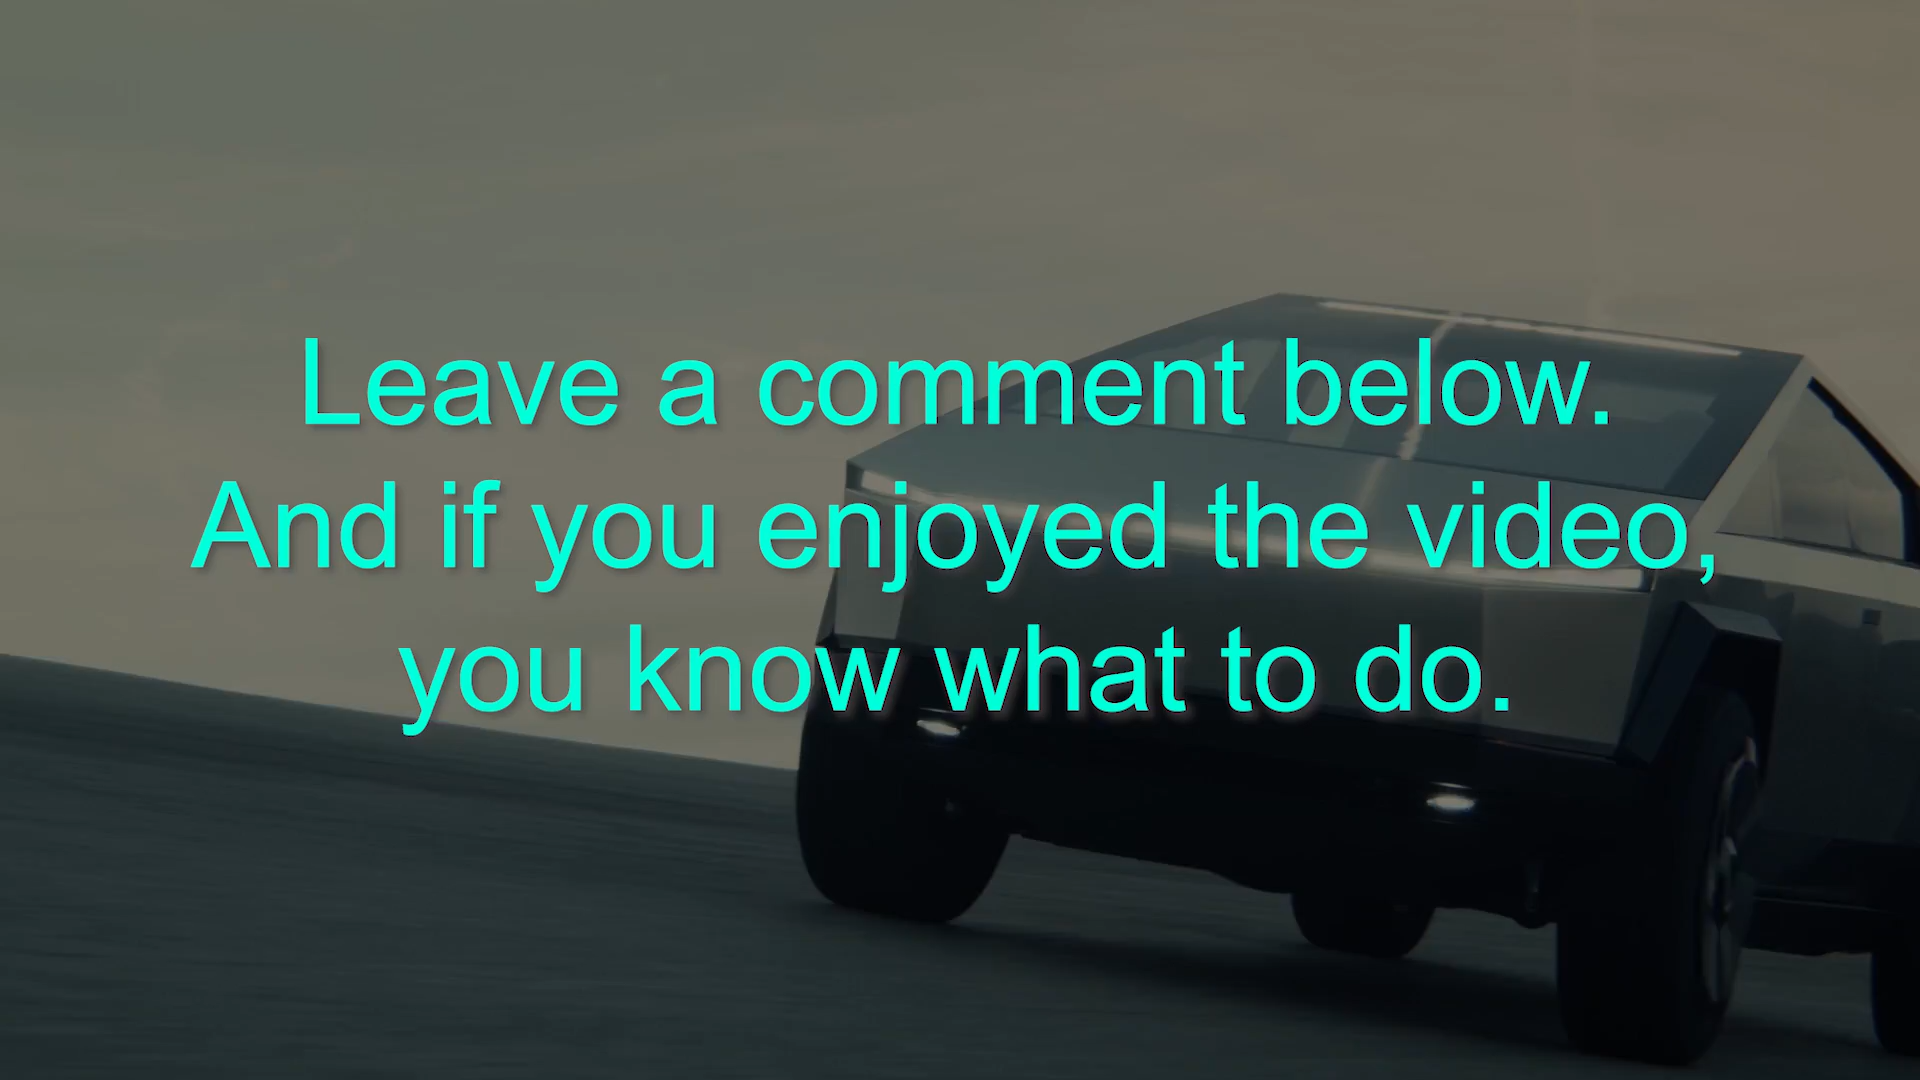 Leave a comment below.
And if you enjoyed the video,
you know what to do.